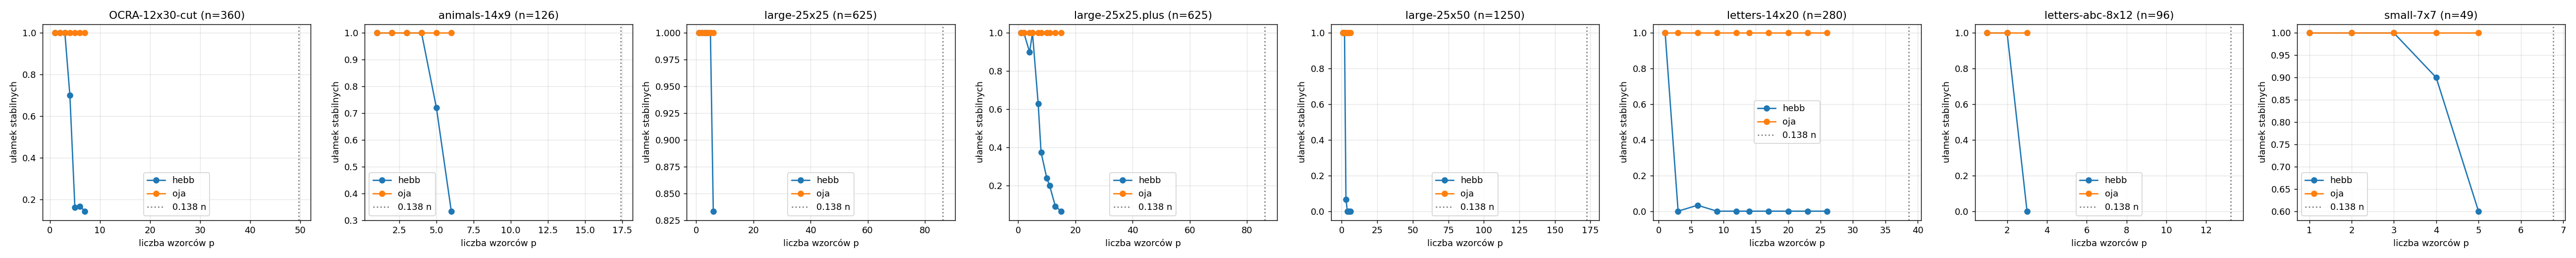 OCRA-12x30-cut (n=360)
ułamek stabilnych
1.0
0.8
0.6
0.4
0.2
hebb
oja
0.138 n
0 10 20 30 40 50
liczba wzorców p
animals-14x9 (n=126)
ułamek stabilnych
1.0
0.9
0.8
0.7
0.6
0.5
0.4
0.3
hebb
oja
0.138 n
2.5 5.0 7.5 10.0 12.5 15.0 17.5
liczba wzorców p
large-25x25 (n=625)
ułamek stabilnych
1.000
0.975
0.950
0.925
0.900
0.875
0.850
0.825
hebb
oja
0.138 n
0 20 40 60 80
liczba wzorców p
large-25x25.plus (n=625)
ułamek stabilnych
1.0
0.8
0.6
0.4
0.2
hebb
oja
0.138 n
0 20 40 60 80
liczba wzorców p
large-25x50 (n=1250)
ułamek stabilnych
1.0
0.8
0.6
0.4
0.2
0.0
hebb
oja
0.138 n
0 25 50 75 100 125 150 175
liczba wzorców p
letters-14x20 (n=280)
ułamek stabilnych
1.0
0.8
0.6
0.4
0.2
0.0
hebb
oja
0.138 n
0 5 10 15 20 25 30 35 40
liczba wzorców p
letters-abc-8x12 (n=96)
ułamek stabilnych
1.0
0.8
0.6
0.4
0.2
0.0
hebb
oja
0.138 n
2 4 6 8 10 12
liczba wzorców p
small-7x7 (n=49)
ułamek stabilnych
1.00
0.95
0.90
0.85
0.80
0.75
0.70
0.65
0.60
hebb
oja
0.138 n
1 2 3 4 5 6 7
liczba wzorców p